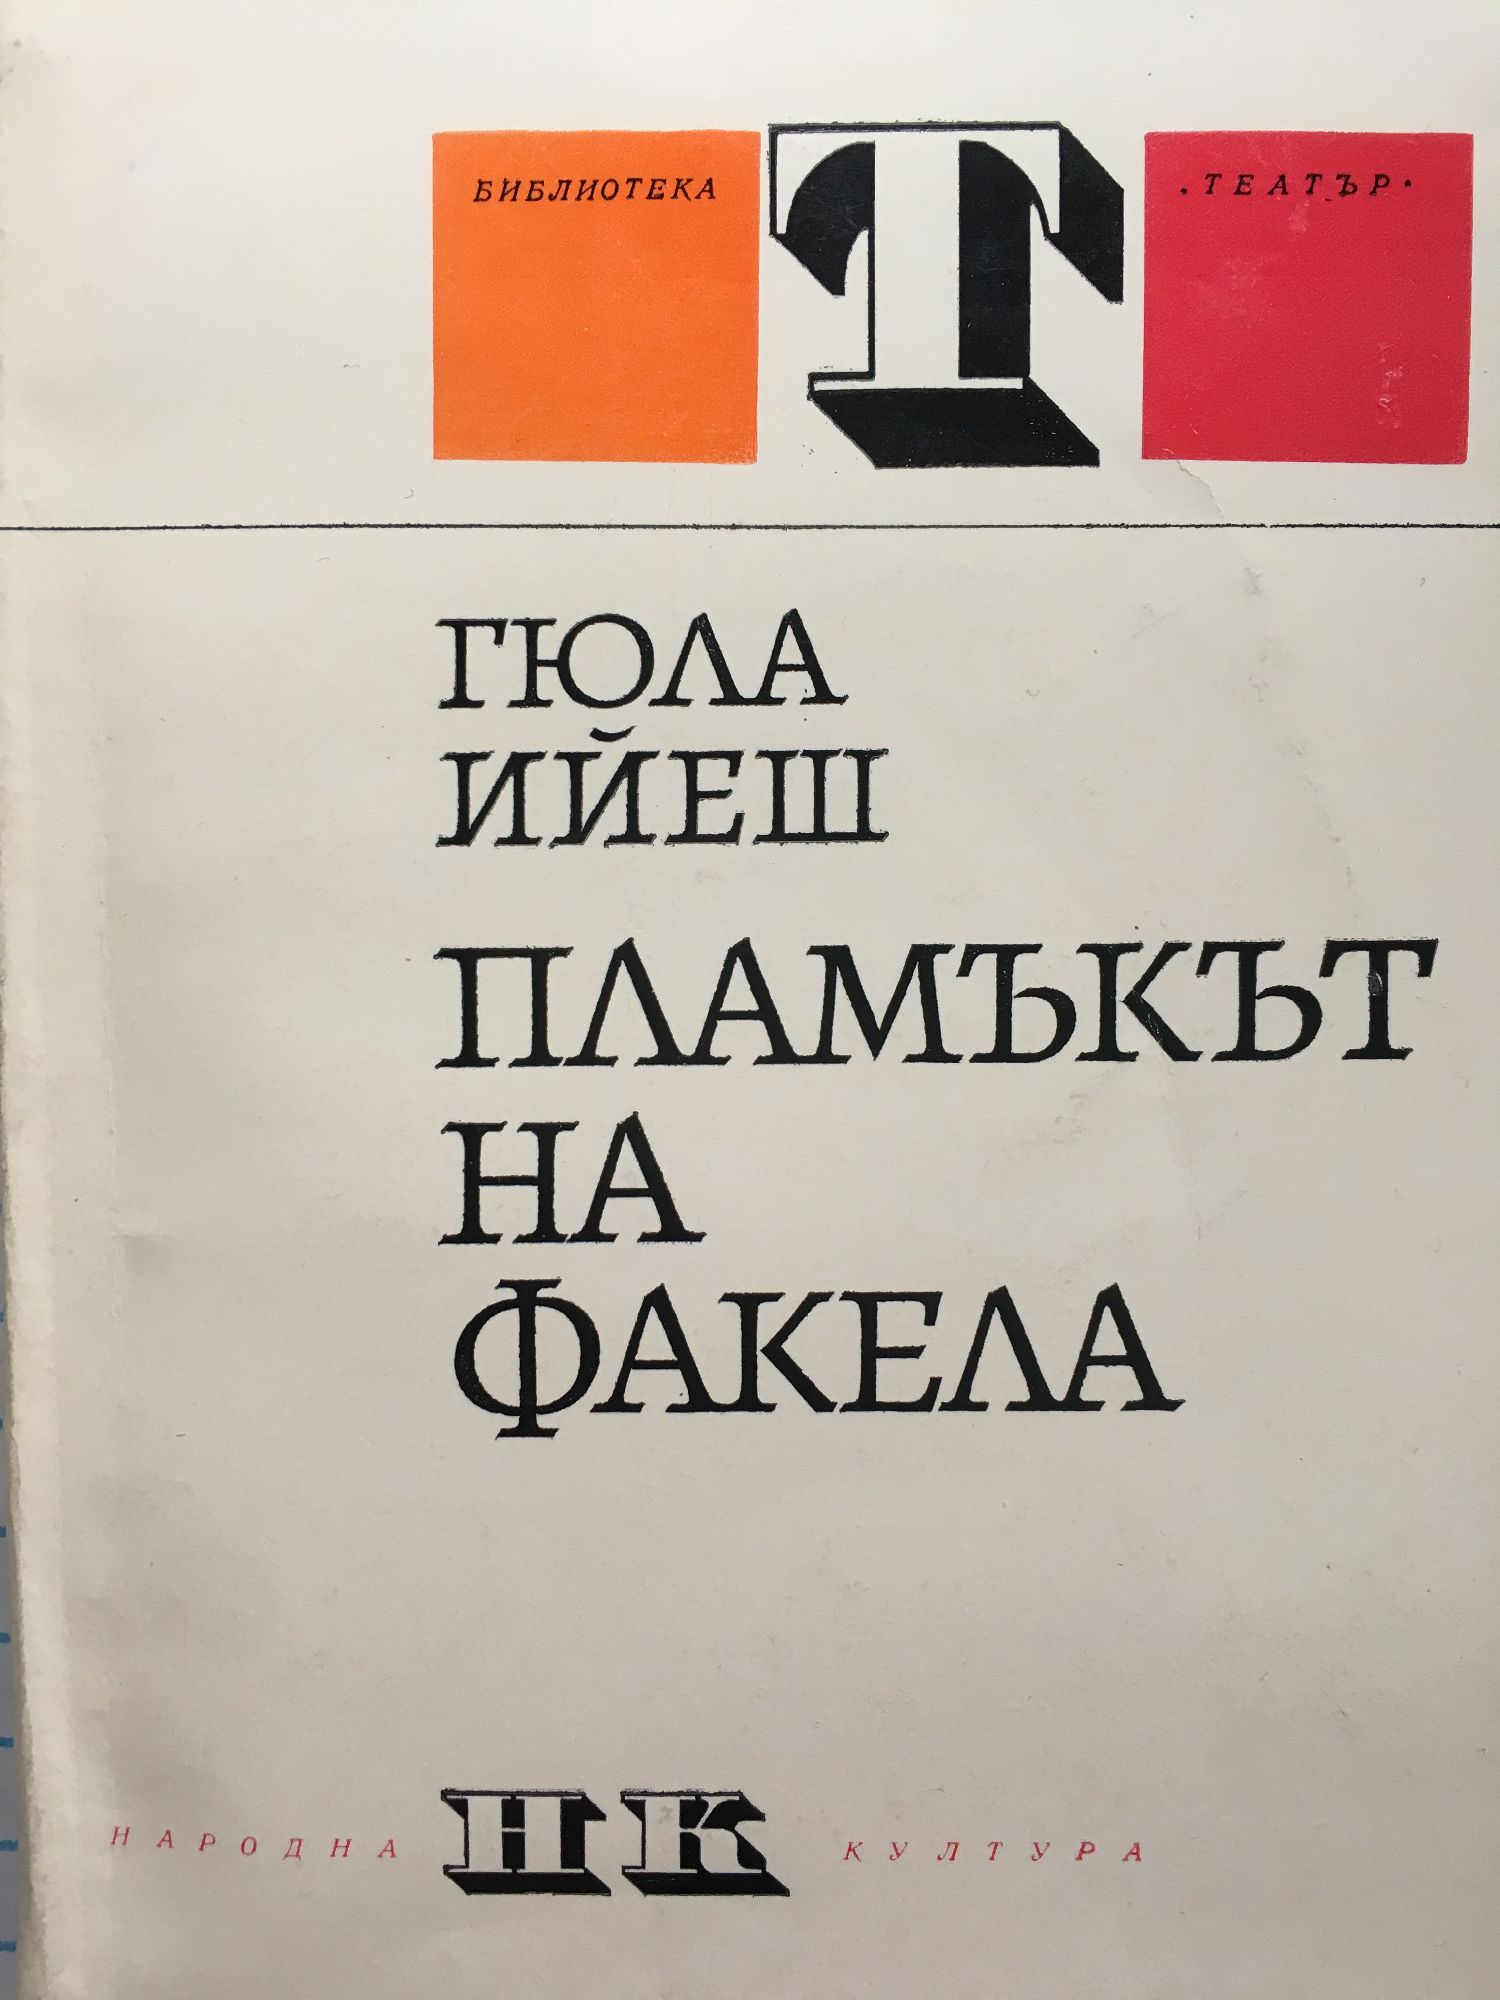 БИБЛИОТЕКА Т •ТЕАТЪР•
ГЮЛА
ИЙЕШ
ПЛАМЪКЪТ
НА
ФАКЕЛА
НАРОДНА НК КУЛТУРА